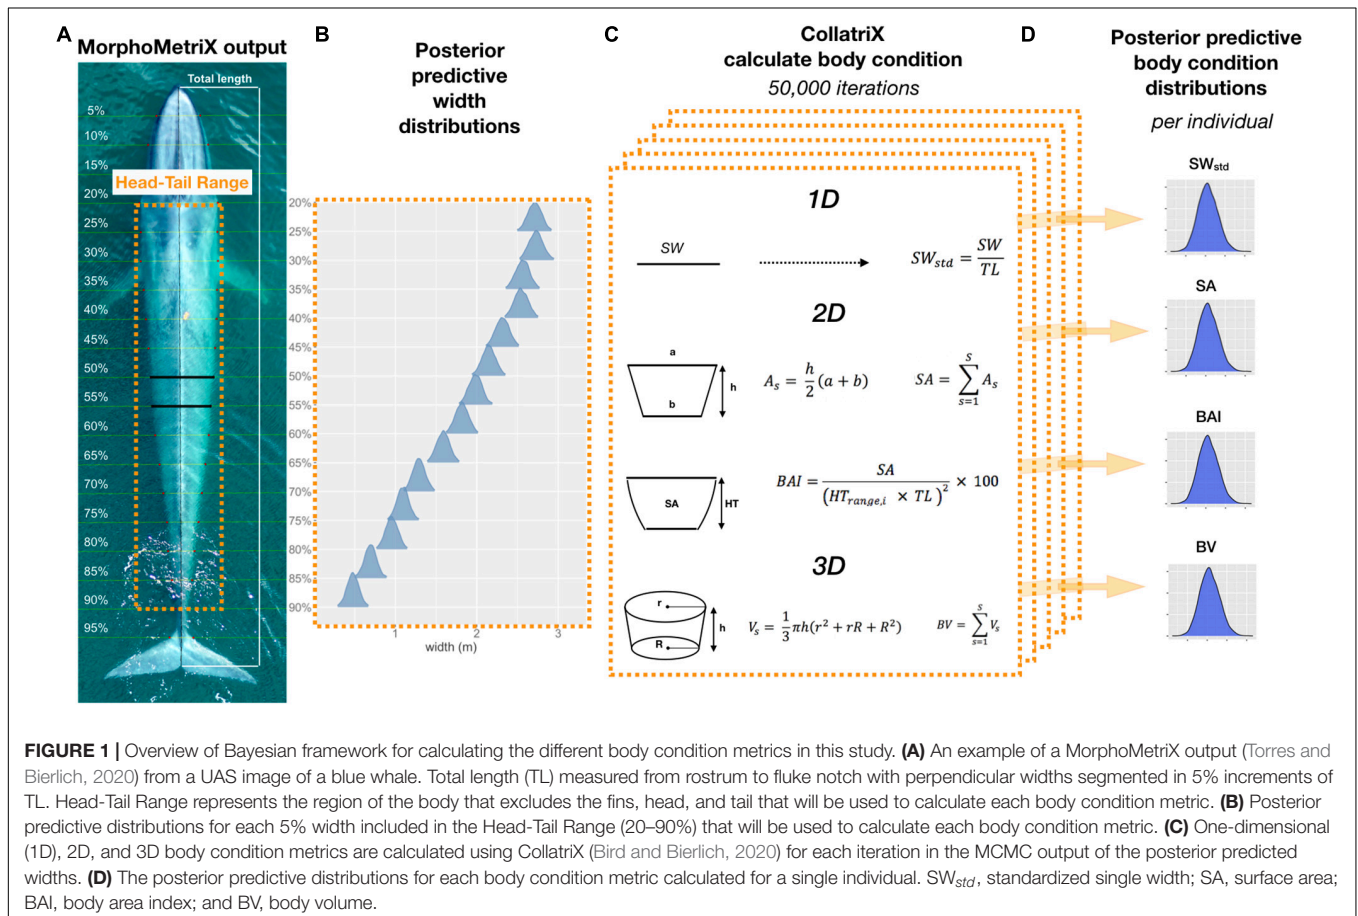 A
MorphoMetriX output
Total length
5%
10%
15%
Head-Tail Range
20%
25%
30%
35%
40%
45%
50%
55%
60%
65%
70%
75%
80%
85%
90%
95%
B
Posterior
predictive
width
distributions
20%
25%
30%
35%
40%
45%
50%
55%
60%
65%
70%
75%
80%
85%
90%
1 2 3
width (m)
C
CollatriX
calculate body condition
50,000 iterations
1D
SW
SW_std = SW / TL
2D
a
b
h
A_s = h/2 (a + b)
SA = ∑_{s=1}^{S} A_s
SA
HT
BAI = SA / (HT_range,i × TL)^2 × 100
3D
r
R
h
V_s = 1/3 πh(r² + rR + R²)
BV = ∑_{s=1}^{S} V_s
D
Posterior predictive
body condition
distributions
per individual
SW_std
SA
BAI
BV
FIGURE 1 | Overview of Bayesian framework for calculating the different body condition metrics in this study. (A) An example of a MorphoMetriX output (Torres and
Bierlich, 2020) from a UAS image of a blue whale. Total length (TL) measured from rostrum to fluke notch with perpendicular widths segmented in 5% increments of
TL. Head-Tail Range represents the region of the body that excludes the fins, head, and tail that will be used to calculate each body condition metric. (B) Posterior
predictive distributions for each 5% width included in the Head-Tail Range (20–90%) that will be used to calculate each body condition metric. (C) One-dimensional
(1D), 2D, and 3D body condition metrics are calculated using CollatriX (Bird and Bierlich, 2020) for each iteration in the MCMC output of the posterior predicted
widths. (D) The posterior predictive distributions for each body condition metric calculated for a single individual. SW_std, standardized single width; SA, surface area;
BAI, body area index; and BV, body volume.